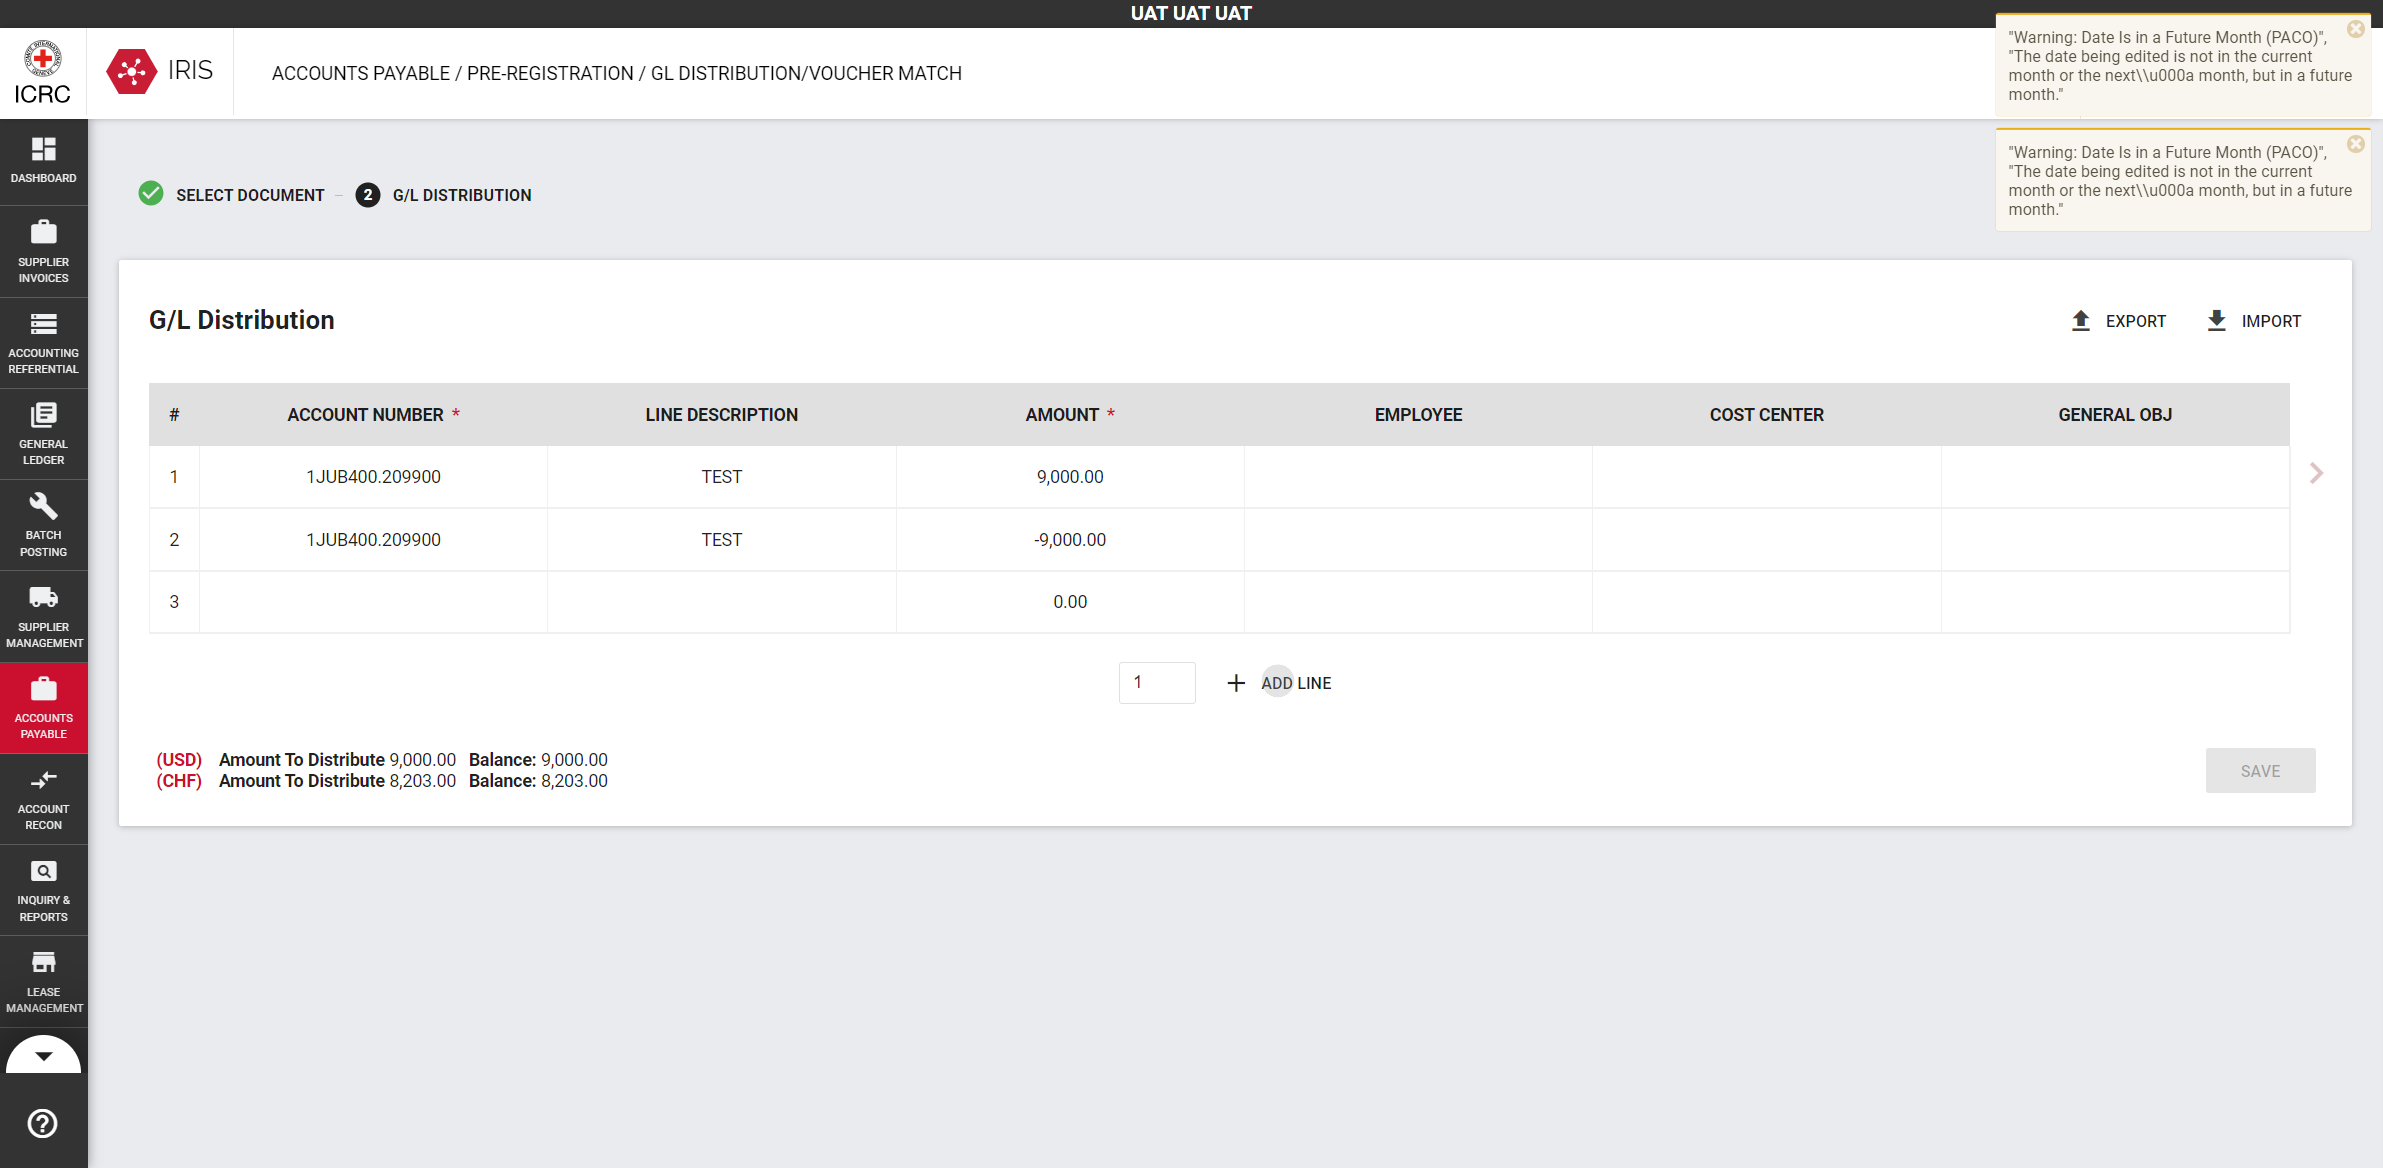 UAT UAT UAT
ICRC
IRIS
ACCOUNTS PAYABLE / PRE-REGISTRATION / GL DISTRIBUTION/VOUCHER MATCH
"Warning: Date Is in a Future Month (PACO)",
"The date being edited is not in the current
month or the next\\u000a month, but in a future
month."
"Warning: Date Is in a Future Month (PACO)",
"The date being edited is not in the current
month or the next\\u000a month, but in a future
month."
DASHBOARD
SUPPLIER
INVOICES
ACCOUNTING
REFERENTIAL
GENERAL
LEDGER
BATCH
POSTING
SUPPLIER
MANAGEMENT
ACCOUNTS
PAYABLE
ACCOUNT
RECON
INQUIRY &
REPORTS
LEASE
MANAGEMENT
SELECT DOCUMENT – 2 G/L DISTRIBUTION
G/L Distribution
EXPORT IMPORT
# ACCOUNT NUMBER * LINE DESCRIPTION AMOUNT * EMPLOYEE COST CENTER GENERAL OBJ
1 1JUB400.209900 TEST 9,000.00
2 1JUB400.209900 TEST -9,000.00
3 0.00
1 + ADD LINE
(USD) Amount To Distribute 9,000.00 Balance: 9,000.00
(CHF) Amount To Distribute 8,203.00 Balance: 8,203.00
SAVE